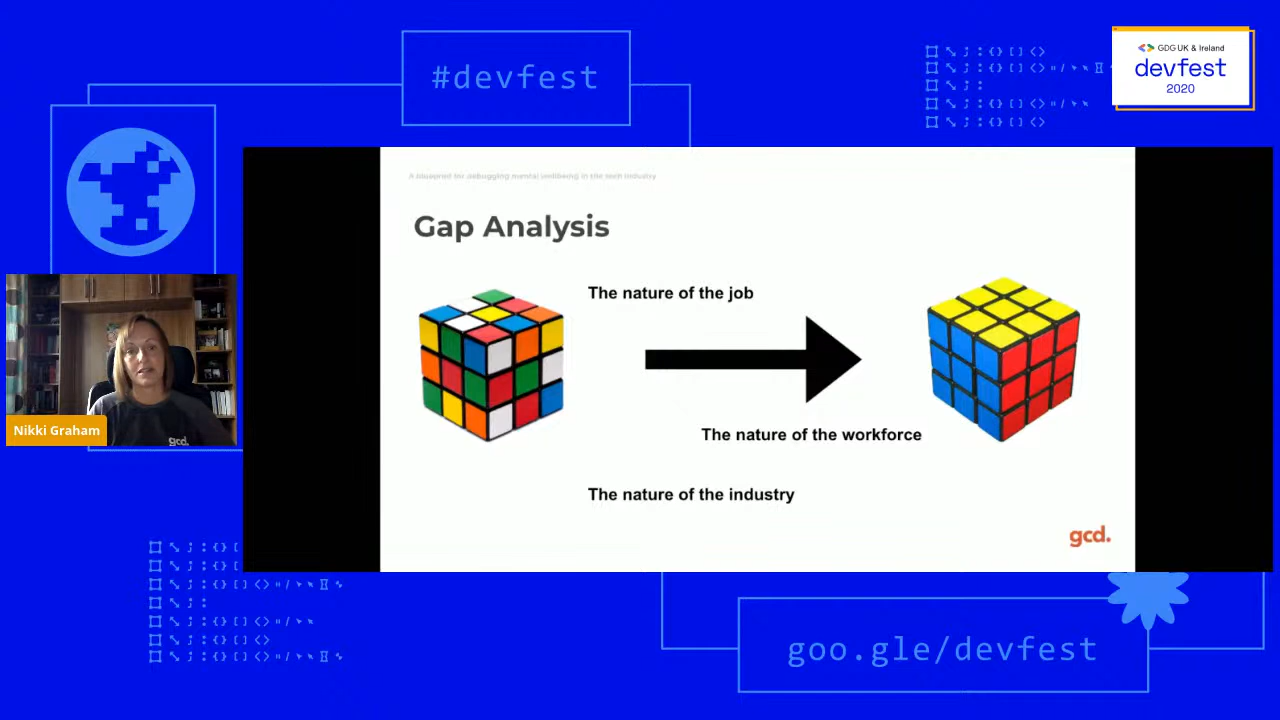 #devfest
GDG UK & Ireland
devfest
2020
A blueprint for debugging mental wellbeing in the tech industry
Gap Analysis
The nature of the job
The nature of the workforce
The nature of the industry
gcd.
Nikki Graham
gcd.
goo.gle/devfest